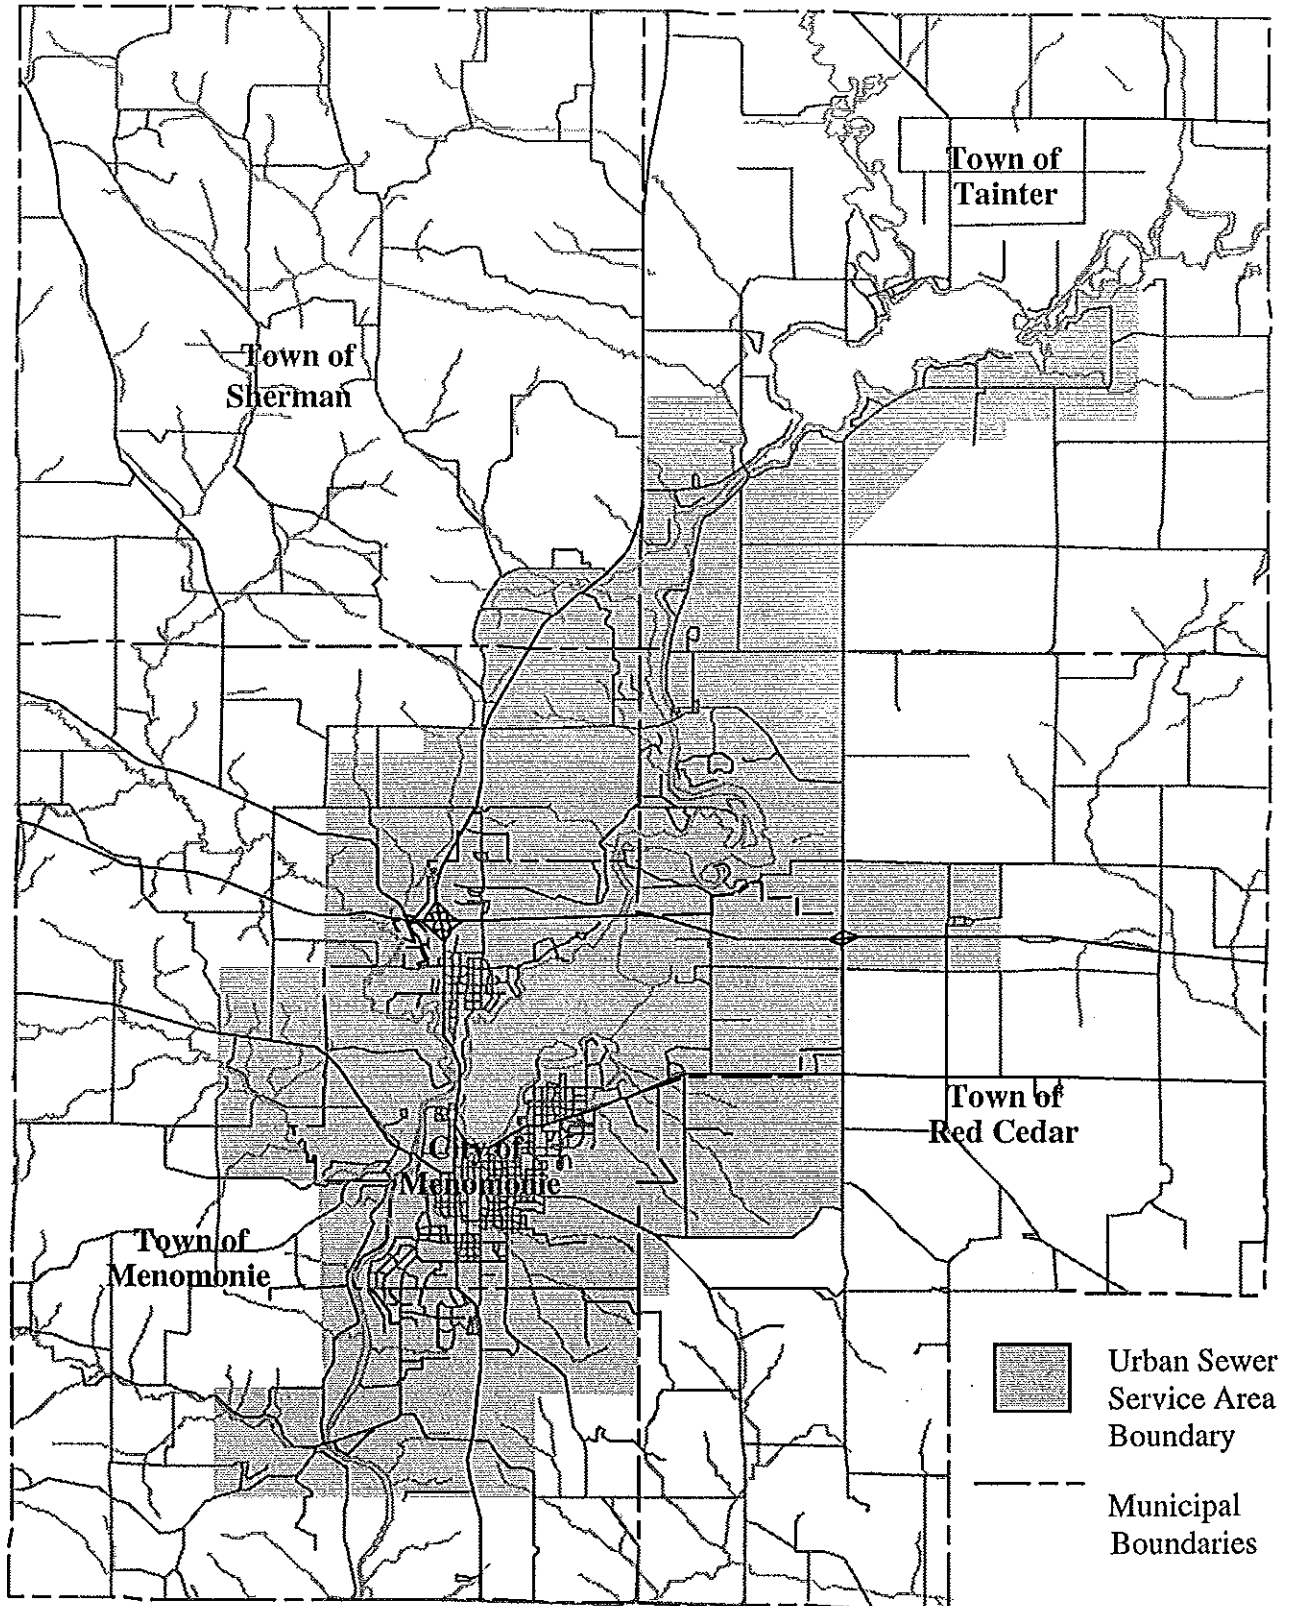 Town of
Tainter
Town of
Sherman
Town of
Red Cedar
City of
Menomonie
Town of
Menomonie
Urban Sewer
Service Area
Boundary
Municipal
Boundaries